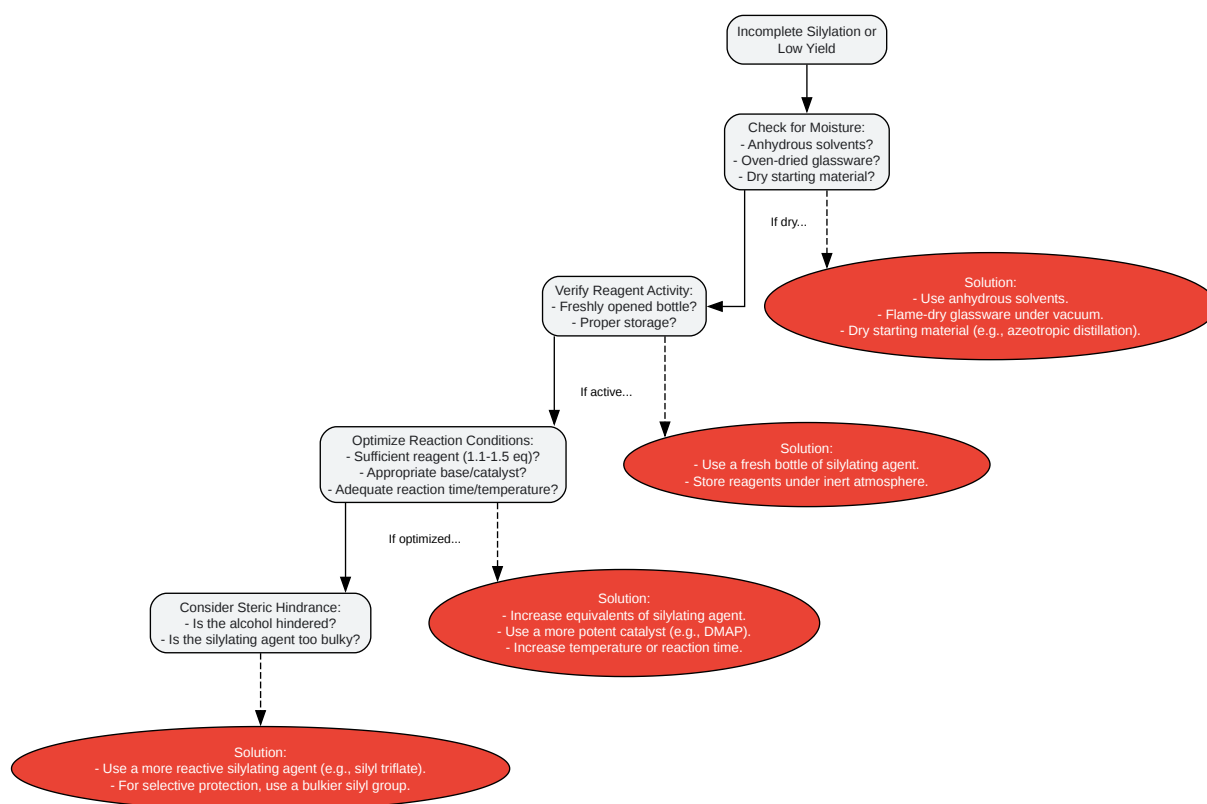 Incomplete Silylation or
Low Yield
Check for Moisture:
- Anhydrous solvents?
- Oven-dried glassware?
- Dry starting material?
If dry...
Verify Reagent Activity:
- Freshly opened bottle?
- Proper storage?
Solution:
- Use anhydrous solvents.
- Flame-dry glassware under vacuum.
- Dry starting material (e.g., azeotropic distillation).
If active...
Optimize Reaction Conditions:
- Sufficient reagent (1.1-1.5 eq)?
- Appropriate base/catalyst?
- Adequate reaction time/temperature?
Solution:
- Use a fresh bottle of silylating agent.
- Store reagents under inert atmosphere.
If optimized...
Consider Steric Hindrance:
- Is the alcohol hindered?
- Is the silylating agent too bulky?
Solution:
- Increase equivalents of silylating agent.
- Use a more potent catalyst (e.g., DMAP).
- Increase temperature or reaction time.
Solution:
- Use a more reactive silylating agent (e.g., silyl triflate).
- For selective protection, use a bulkier silyl group.